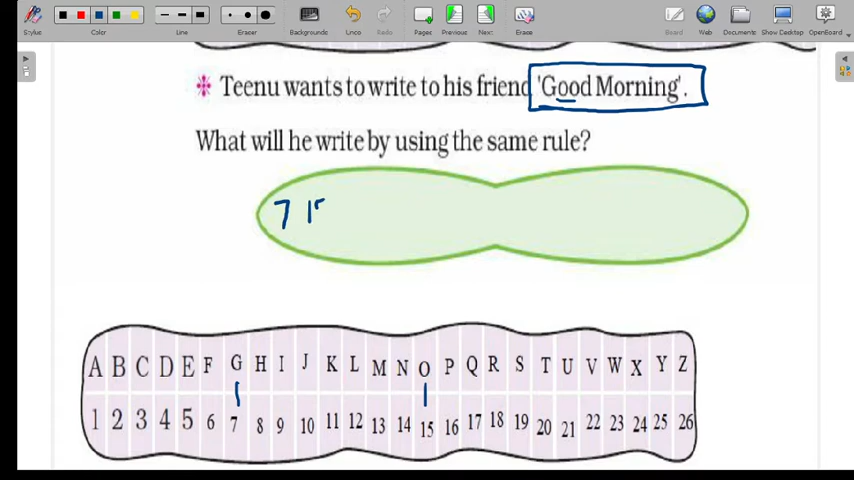 Stylus Color Line Eraser Backgrounds Undo Redo Pages Previous Next Erase Board Web Documents Show Desktop OpenBoard
✻ Teenu wants to write to his friend 'Good Morning'.
What will he write by using the same rule?
7 15
A B C D E F G H I J K L M N O P Q R S T U V W X Y Z
1 2 3 4 5 6 7 8 9 10 11 12 13 14 15 16 17 18 19 20 21 22 23 24 25 26